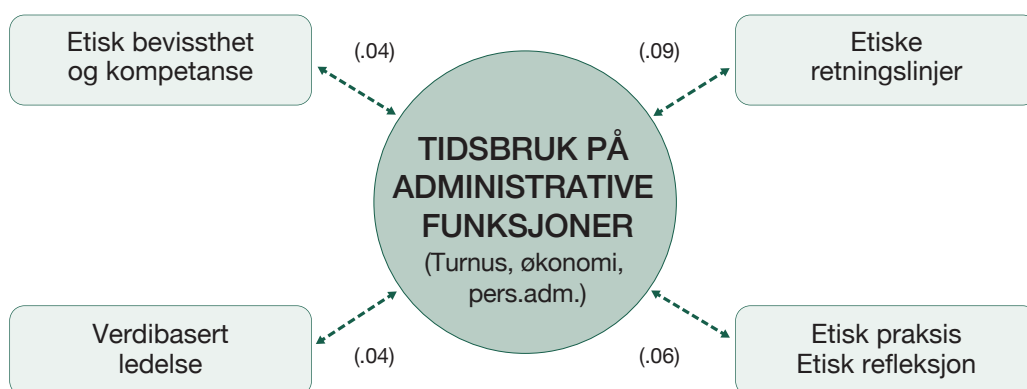 Etisk bevissthet
og kompetanse
(.04)
(.09)
Etiske
retningslinjer
TIDSBRUK PÅ
ADMINISTRATIVE
FUNKSJONER
(Turnus, økonomi,
pers.adm.)
Verdibasert
ledelse
(.04)
(.06)
Etisk praksis
Etisk refleksjon